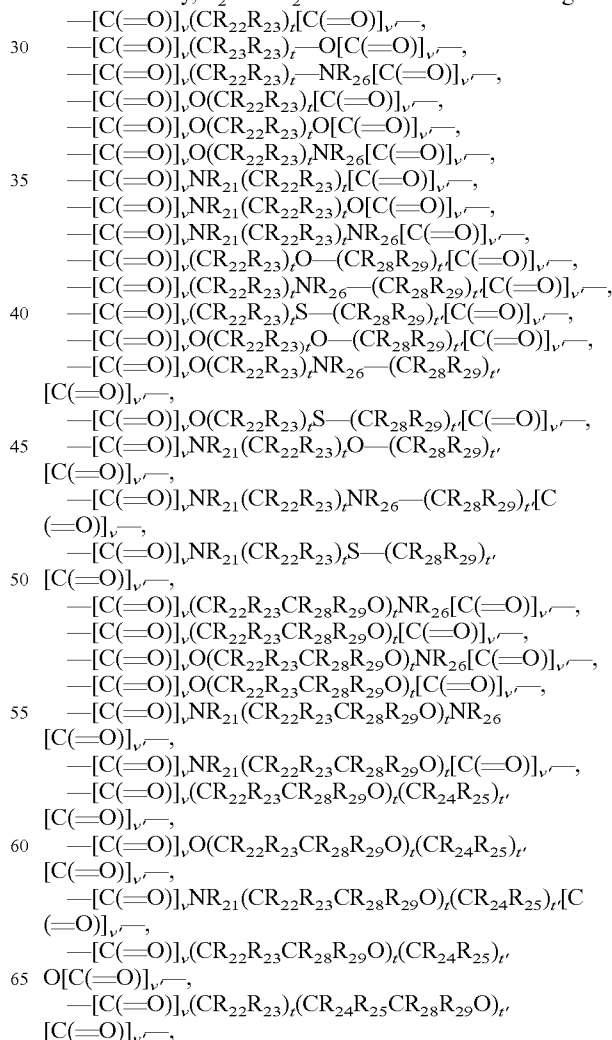 —[C(═O)]ᵥ(CR₂₂R₂₃)ₜ[C(═O)]ᵥ′—,
30 —[C(═O)]ᵥ(CR₂₂R₂₃)ₜ—O[C(═O)]ᵥ′—,
—[C(═O)]ᵥ(CR₂₂R₂₃)ₜ—NR₂₆[C(═O)]ᵥ′—,
—[C(═O)]ᵥO(CR₂₂R₂₃)ₜ[C(═O)]ᵥ′—,
—[C(═O)]ᵥO(CR₂₂R₂₃)ₜO[C(═O)]ᵥ′—,
—[C(═O)]ᵥO(CR₂₂R₂₃)ₜNR₂₆[C(═O)]ᵥ′—,
35 —[C(═O)]ᵥNR₂₁(CR₂₂R₂₃)ₜ[C(═O)]ᵥ′—,
—[C(═O)]ᵥNR₂₁(CR₂₂R₂₃)ₜO[C(═O)]ᵥ′—,
—[C(═O)]ᵥNR₂₁(CR₂₂R₂₃)ₜNR₂₆[C(═O)]ᵥ′—,
—[C(═O)]ᵥ(CR₂₂R₂₃)ₜO—(CR₂₈R₂₉)ₜ′[C(═O)]ᵥ′—,
—[C(═O)]ᵥ(CR₂₂R₂₃)ₜNR₂₆—(CR₂₈R₂₉)ₜ′[C(═O)]ᵥ′—,
40 —[C(═O)]ᵥ(CR₂₂R₂₃)ₜS—(CR₂₈R₂₉)ₜ′[C(═O)]ᵥ′—,
—[C(═O)]ᵥO(CR₂₂R₂₃₎ₜO—(CR₂₈R₂₉)ₜ′[C(═O)]ᵥ′—,
—[C(═O)]ᵥO(CR₂₂R₂₃)ₜNR₂₆—(CR₂₈R₂₉)ₜ′
[C(═O)]ᵥ′—,
—[C(═O)]ᵥO(CR₂₂R₂₃)ₜS—(CR₂₈R₂₉)ₜ′[C(═O)]ᵥ′—,
45 —[C(═O)]ᵥNR₂₁(CR₂₂R₂₃)ₜO—(CR₂₈R₂₉)ₜ′
[C(═O)]ᵥ′—,
—[C(═O)]ᵥNR₂₁(CR₂₂R₂₃)ₜNR₂₆—(CR₂₈R₂₉)ₜ′[C
(═O)]ᵥ′—,
—[C(═O)]ᵥNR₂₁(CR₂₂R₂₃)ₜS—(CR₂₈R₂₉)ₜ′
50 [C(═O)]ᵥ′—,
—[C(═O)]ᵥ(CR₂₂R₂₃CR₂₈R₂₉O)ₜNR₂₆[C(═O)]ᵥ′—,
—[C(═O)]ᵥ(CR₂₂R₂₃CR₂₈R₂₉O)ₜ[C(═O)]ᵥ′—,
—[C(═O)]ᵥO(CR₂₂R₂₃CR₂₈R₂₉O)ₜNR₂₆[C(═O)]ᵥ′—,
—[C(═O)]ᵥO(CR₂₂R₂₃CR₂₈R₂₉O)ₜ[C(═O)]ᵥ′—,
55 —[C(═O)]ᵥNR₂₁(CR₂₂R₂₃CR₂₈R₂₉O)ₜNR₂₆
[C(═O)]ᵥ′—,
—[C(═O)]ᵥNR₂₁(CR₂₂R₂₃CR₂₈R₂₉O)ₜ[C(═O)]ᵥ′—,
—[C(═O)]ᵥ(CR₂₂R₂₃CR₂₈R₂₉O)ₜ(CR₂₄R₂₅)ₜ′
[C(═O)]ᵥ′—,
60 —[C(═O)]ᵥO(CR₂₂R₂₃CR₂₈R₂₉O)ₜ(CR₂₄R₂₅)ₜ′
[C(═O)]ᵥ′—,
—[C(═O)]ᵥNR₂₁(CR₂₂R₂₃CR₂₈R₂₉O)ₜ(CR₂₄R₂₅)ₜ′[C
(═O)]ᵥ′—,
—[C(═O)]ᵥ(CR₂₂R₂₃CR₂₈R₂₉O)ₜ(CR₂₄R₂₅)ₜ′
65 O[C(═O)]ᵥ′—,
—[C(═O)]ᵥ(CR₂₂R₂₃)ₜ(CR₂₄R₂₅CR₂₈R₂₉O)ₜ′
[C(═O)]ᵥ′—,